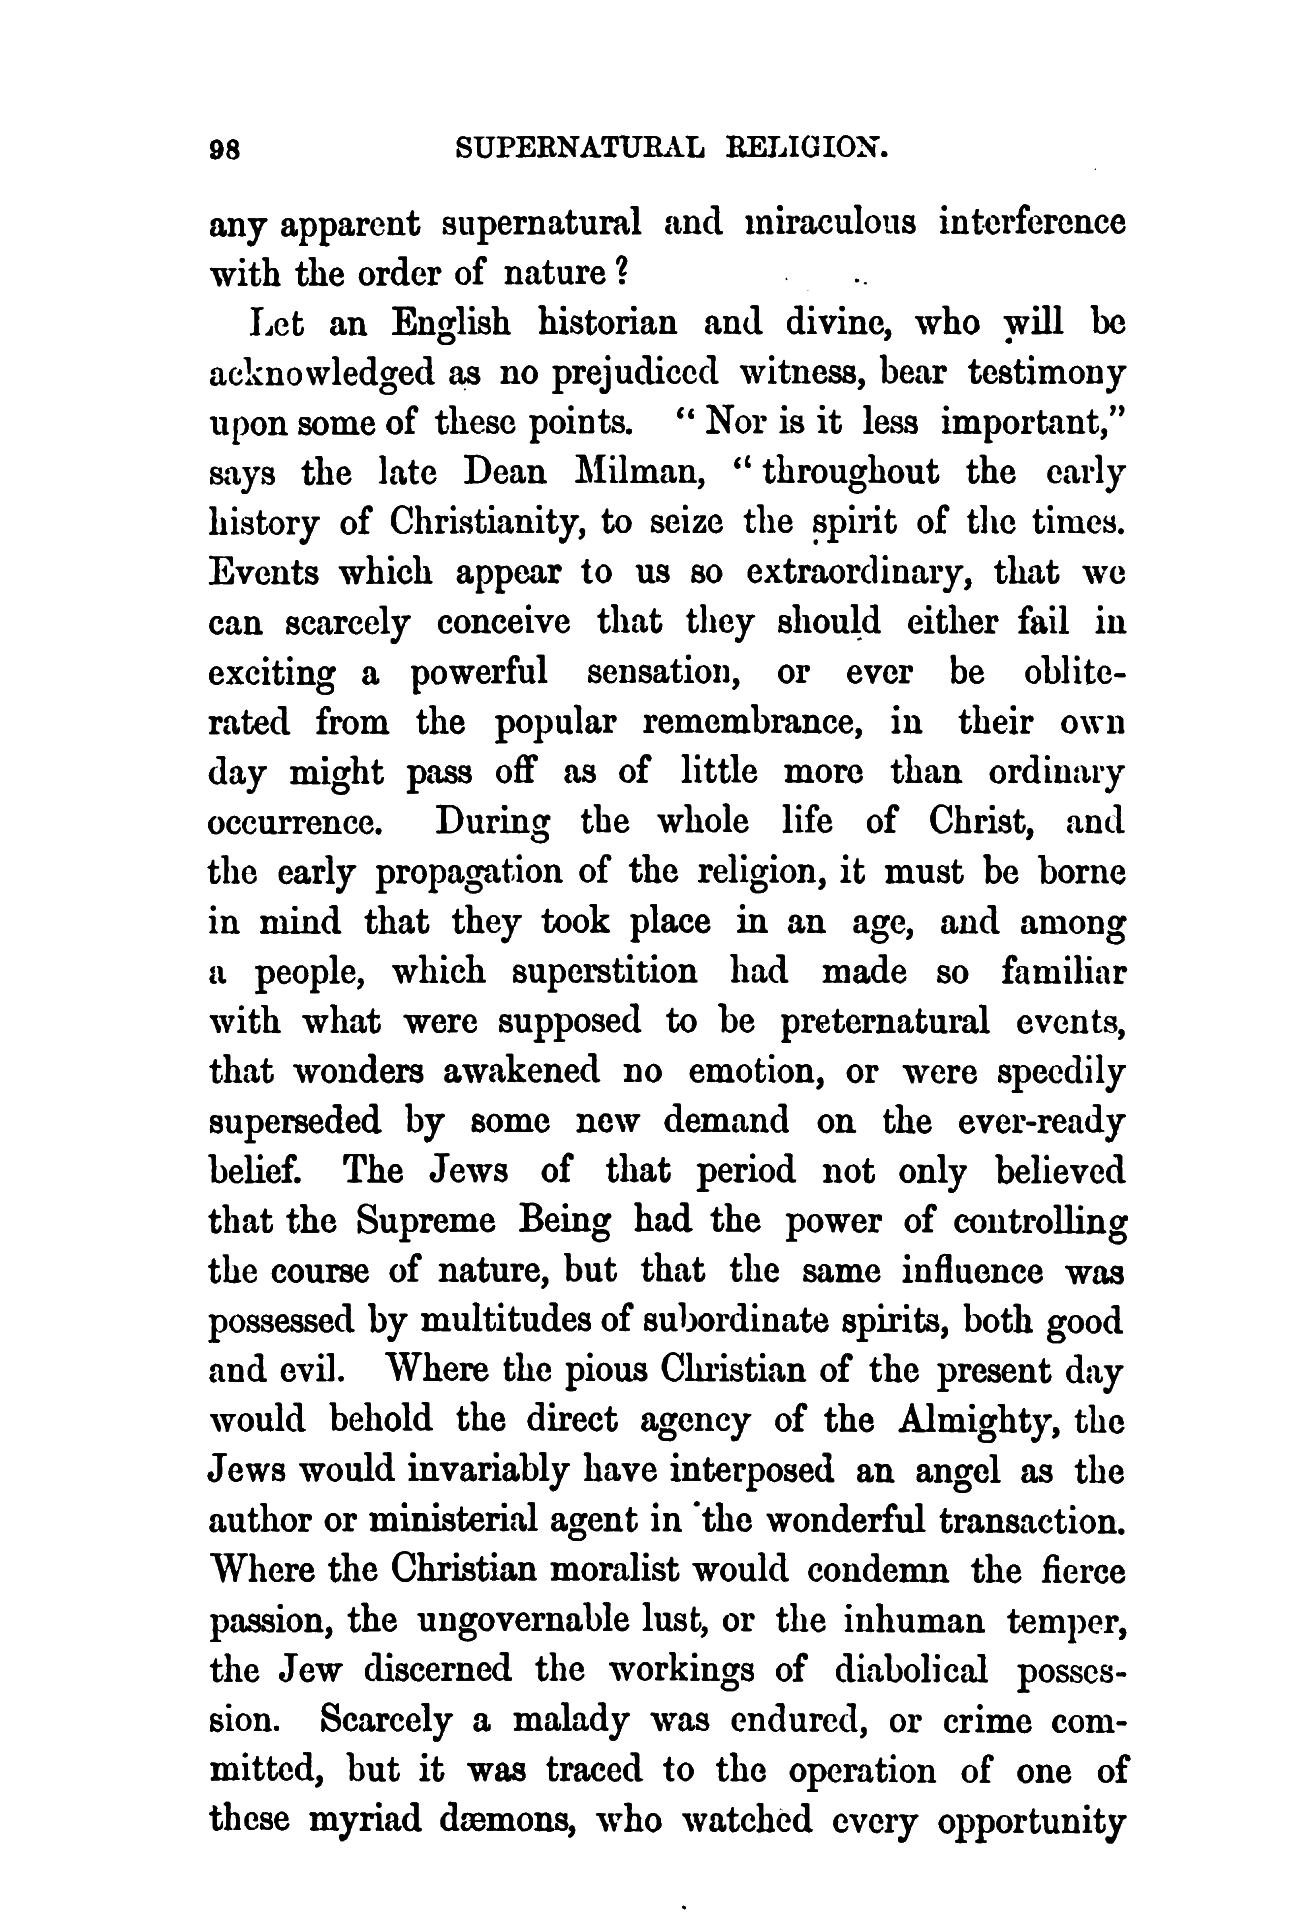 98 SUPERNATURAL RELIGION.
any apparent supernatural and miraculous interference
with the order of nature?
Let an English historian and divine, who will be
acknowledged as no prejudiced witness, bear testimony
upon some of these points. "Nor is it less important,"
says the late Dean Milman, "throughout the early
history of Christianity, to seize the spirit of the times.
Events which appear to us so extraordinary, that we
can scarcely conceive that they should either fail in
exciting a powerful sensation, or ever be oblite-
rated from the popular remembrance, in their own
day might pass off as of little more than ordinary
occurrence. During the whole life of Christ, and
the early propagation of the religion, it must be borne
in mind that they took place in an age, and among
a people, which superstition had made so familiar
with what were supposed to be preternatural events,
that wonders awakened no emotion, or were speedily
superseded by some new demand on the ever-ready
belief. The Jews of that period not only believed
that the Supreme Being had the power of controlling
the course of nature, but that the same influence was
possessed by multitudes of subordinate spirits, both good
and evil. Where the pious Christian of the present day
would behold the direct agency of the Almighty, the
Jews would invariably have interposed an angel as the
author or ministerial agent in the wonderful transaction.
Where the Christian moralist would condemn the fierce
passion, the ungovernable lust, or the inhuman temper,
the Jew discerned the workings of diabolical posses-
sion. Scarcely a malady was endured, or crime com-
mitted, but it was traced to the operation of one of
these myriad dæmons, who watched every opportunity